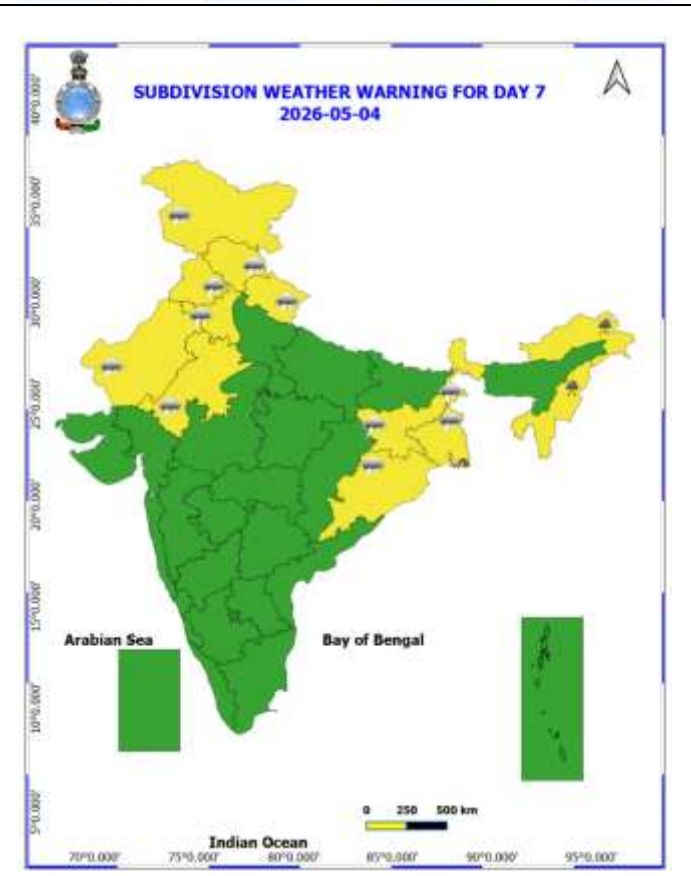 SUBDIVISION WEATHER WARNING FOR DAY 7
2026-05-04
40°0.000'
35°0.000'
30°0.000'
25°0.000'
20°0.000'
15°0.000'
10°0.000'
5°0.000'
Arabian Sea
Bay of Bengal
0 250 500 km
Indian Ocean
70°0.000' 75°0.000' 80°0.000' 85°0.000' 90°0.000' 95°0.000'